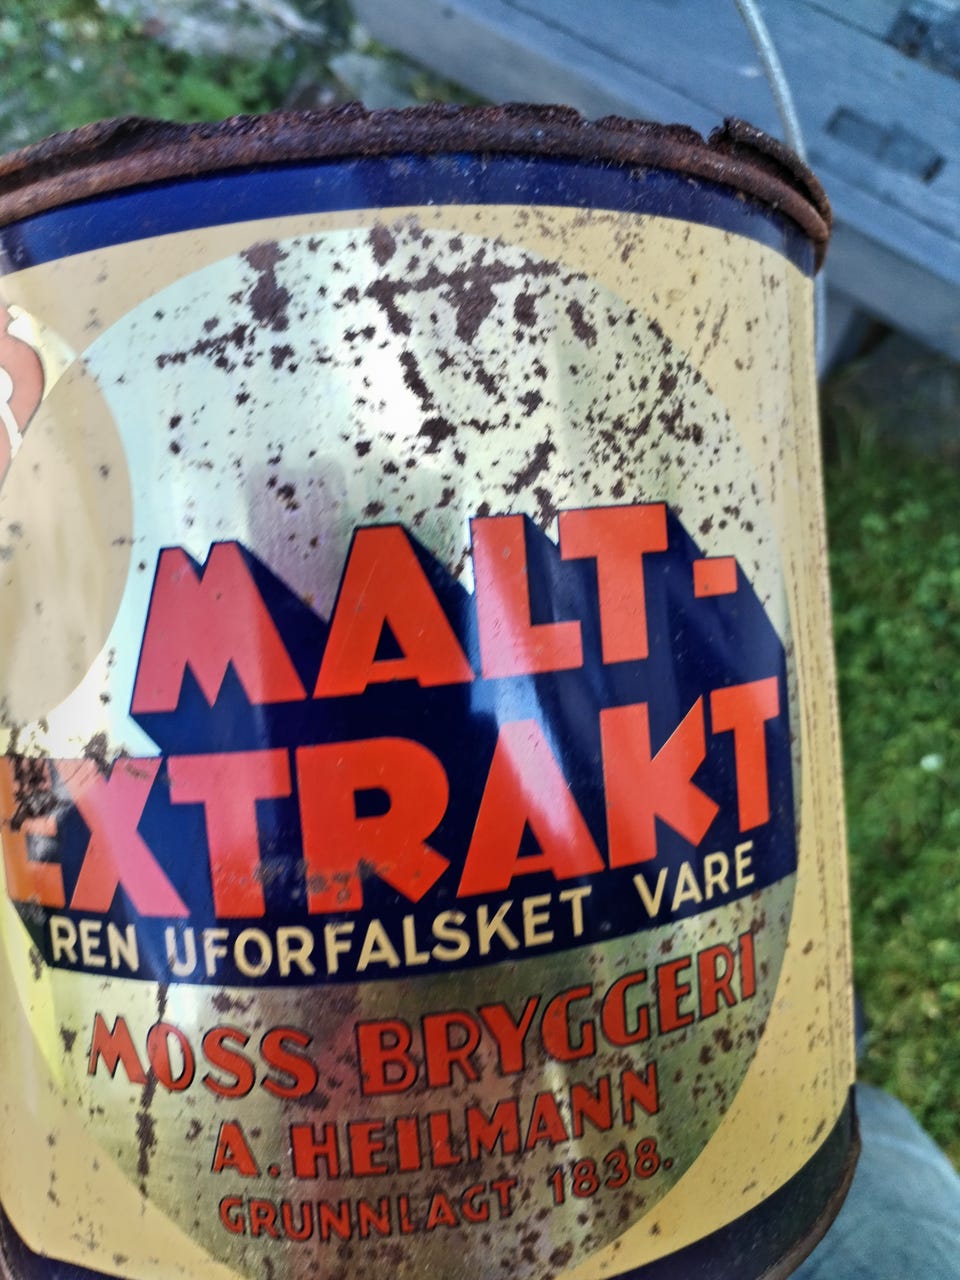 MALT-
EXTRAKT
REN UFORFALSKET VARE
MOSS BRYGGERI
A. HEILMANN
GRUNNLAGT 1838.